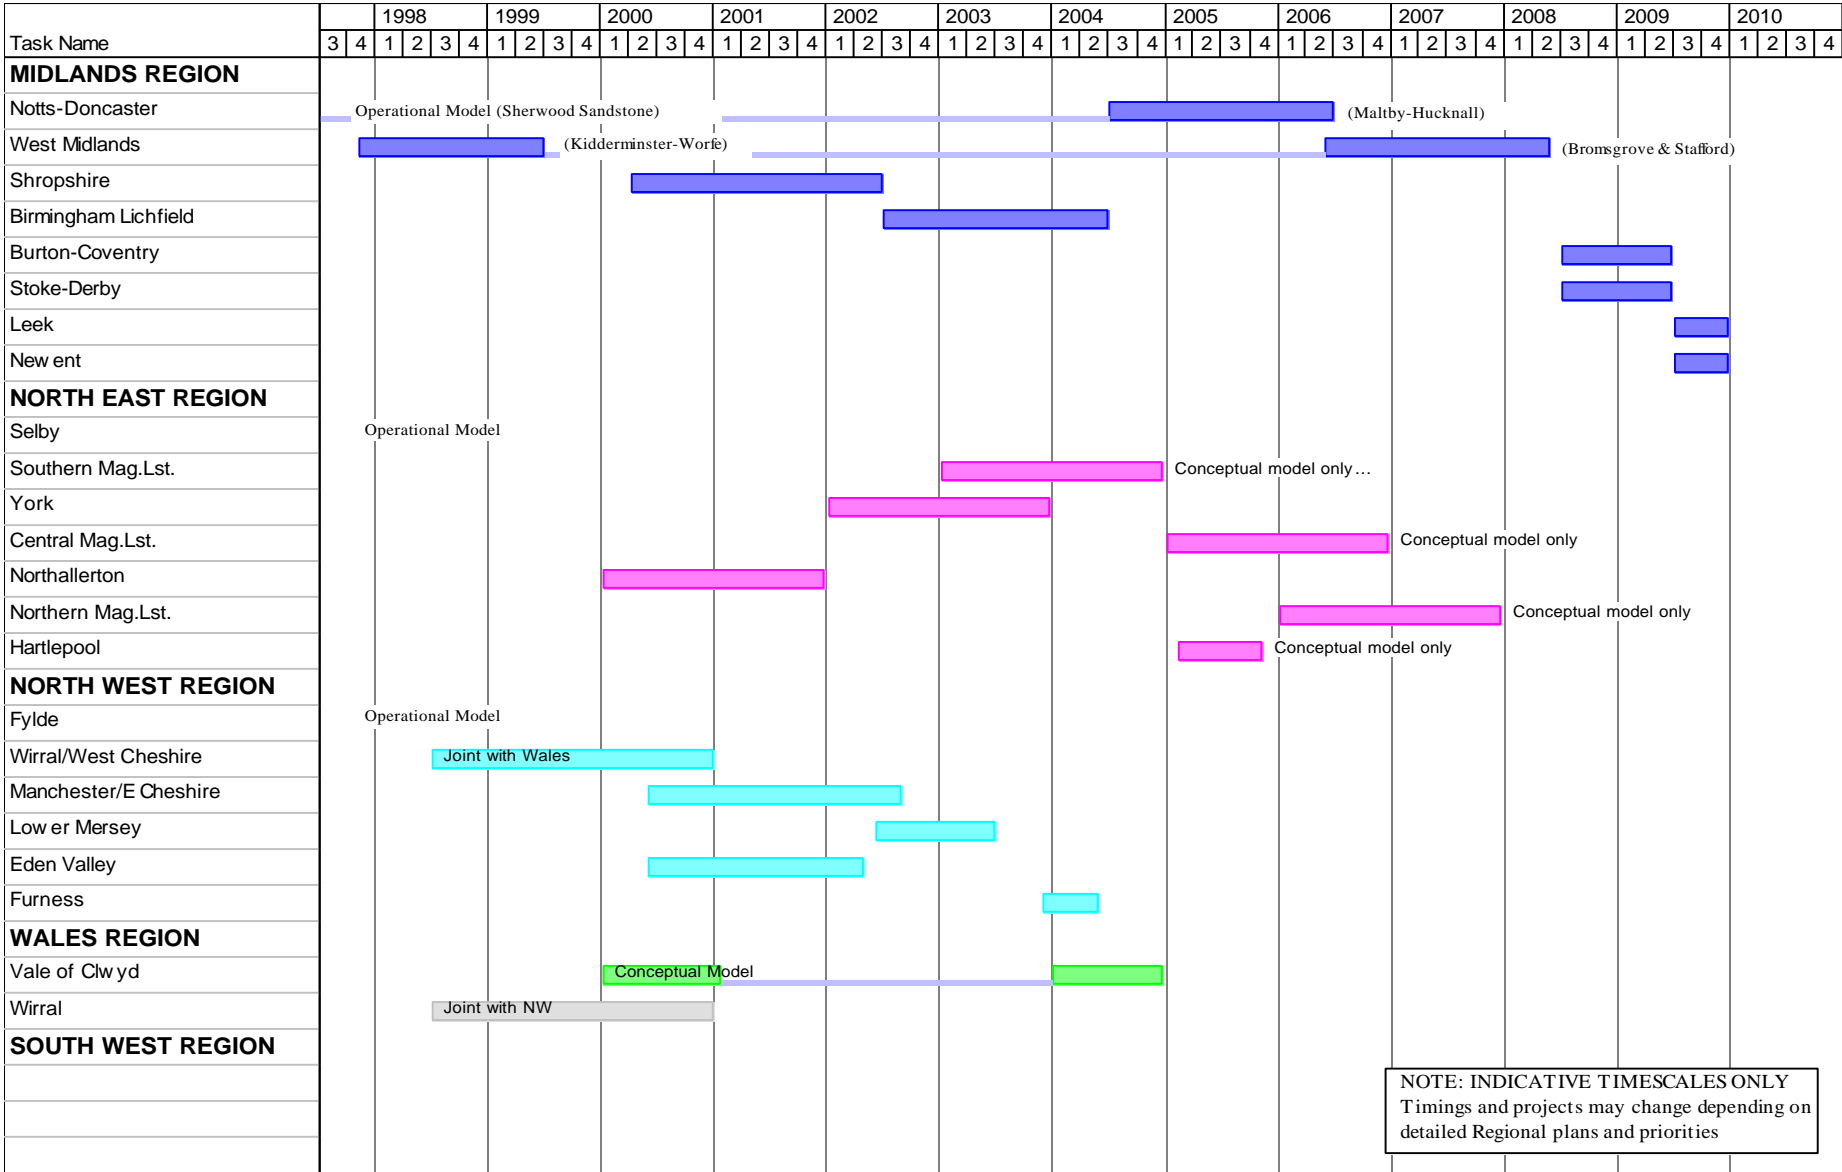 1998 1999 2000 2001 2002 2003 2004 2005 2006 2007 2008 2009 2010
Task Name 3 4 1 2 3 4 1 2 3 4 1 2 3 4 1 2 3 4 1 2 3 4 1 2 3 4 1 2 3 4 1 2 3 4 1 2 3 4 1 2 3 4 1 2 3 4 1 2 3 4 1 2 3 4
MIDLANDS REGION
Notts-Doncaster Operational Model (Sherwood Sandstone) (Maltby-Hucknall)
West Midlands (Kidderminster-Worfe) (Bromsgrove & Stafford)
Shropshire
Birmingham Lichfield
Burton-Coventry
Stoke-Derby
Leek
Newent
NORTH EAST REGION
Selby Operational Model
Southern Mag.Lst. Conceptual model only...
York
Central Mag.Lst. Conceptual model only
Northallerton
Northern Mag.Lst. Conceptual model only
Hartlepool Conceptual model only
NORTH WEST REGION
Fylde Operational Model
Wirral/West Cheshire Joint with Wales
Manchester/E Cheshire
Lower Mersey
Eden Valley
Furness
WALES REGION
Vale of Clwyd Conceptual Model
Wirral Joint with NW
SOUTH WEST REGION
NOTE: INDICATIVE TIMESCALES ONLY
Timings and projects may change depending on
detailed Regional plans and priorities